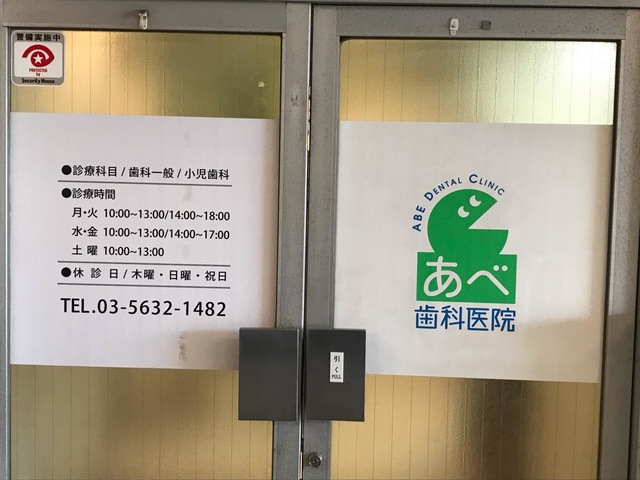 警備実施中
PROTECTED
by
Security House
●診療科目/歯科一般/小児歯科
●診療時間
月・火 10:00~13:00/14:00~18:00
水・金 10:00~13:00/14:00~17:00
土 曜 10:00~13:00
●休 診 日/木曜・日曜・祝日
TEL.03-5632-1482
ABE DENTAL CLINIC
あべ
歯科医院
引く
PULL